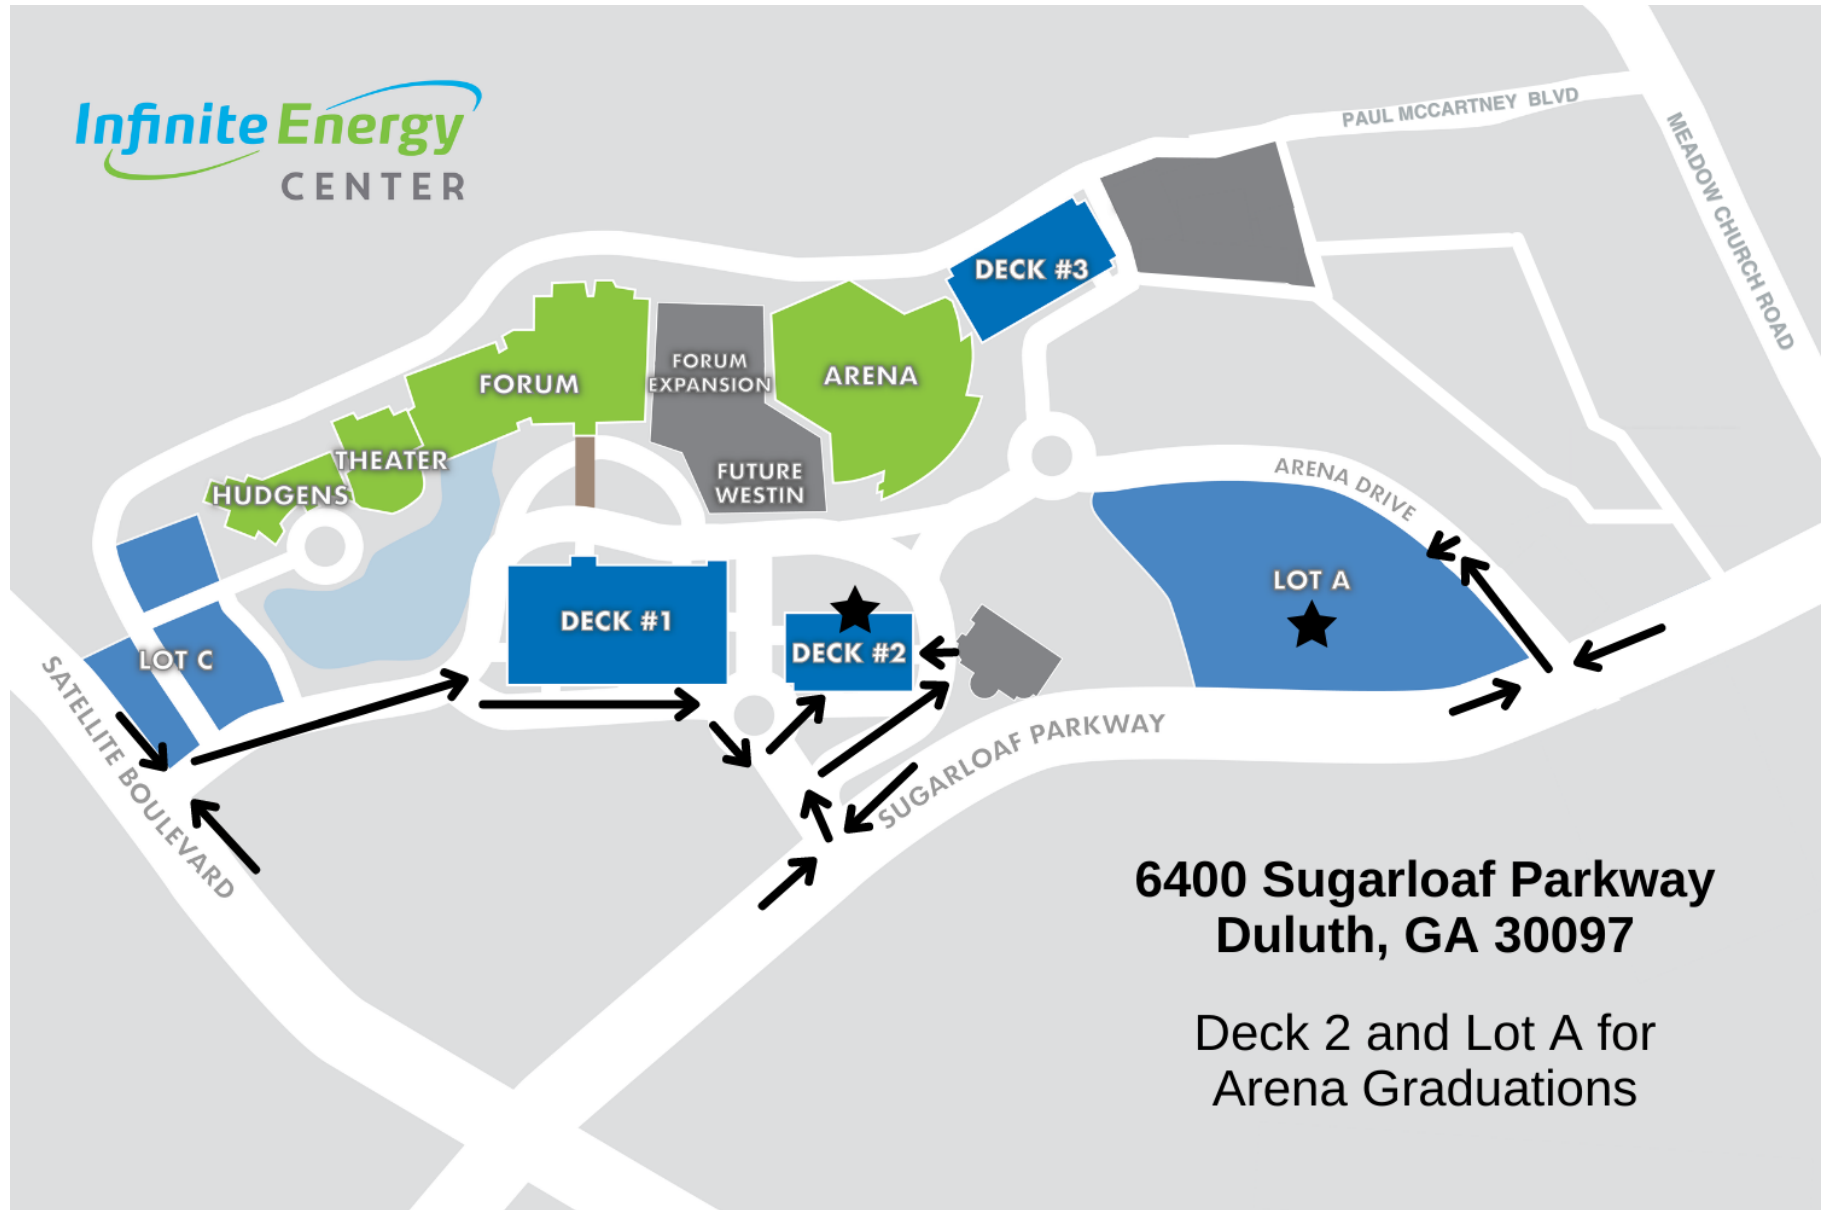 Infinite Energy
CENTER
PAUL MCCARTNEY BLVD
MEADOW CHURCH ROAD
DECK #3
FORUM
EXPANSION
ARENA
FORUM
THEATER
HUDGENS
FUTURE
WESTIN
ARENA DRIVE
LOT A
DECK #1
DECK #2
LOT C
SATELLITE BOULEVARD
SUGARLOAF PARKWAY
6400 Sugarloaf Parkway
Duluth, GA 30097
Deck 2 and Lot A for
Arena Graduations